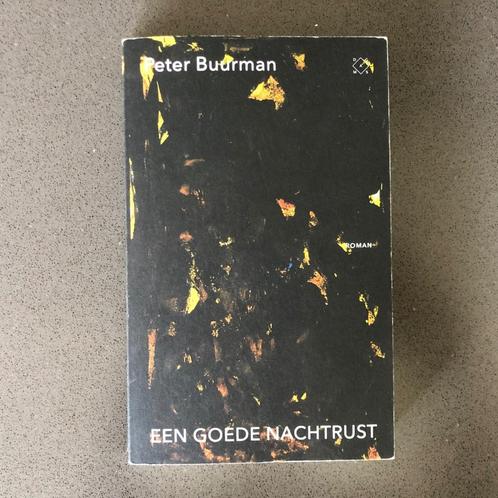 Peter Buurman
ROMAN
EEN GOEDE NACHTRUST